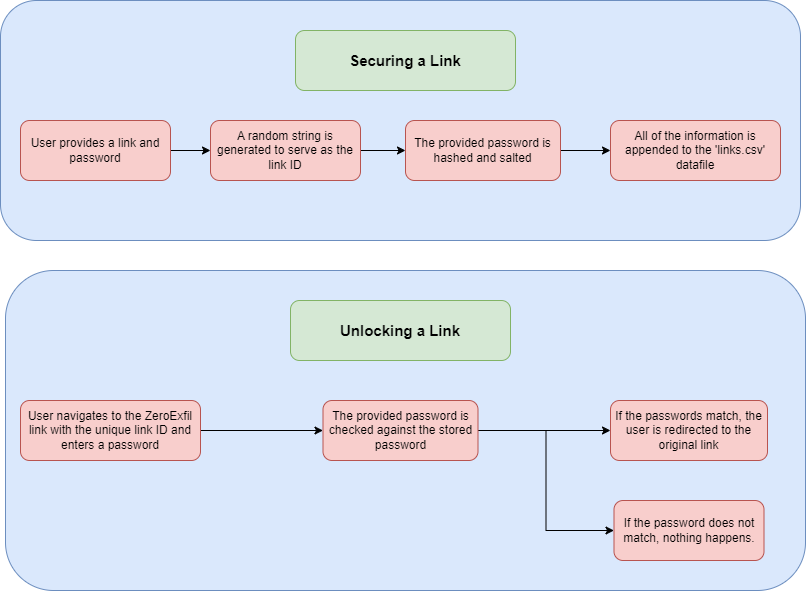 Securing a Link
User provides a link and
password
A random string is
generated to serve as the
link ID
The provided password is
hashed and salted
All of the information is
appended to the 'links.csv'
datafile
Unlocking a Link
User navigates to the ZeroExfil
link with the unique link ID and
enters a password
The provided password is
checked against the stored
password
If the passwords match, the
user is redirected to the
original link
If the password does not
match, nothing happens.